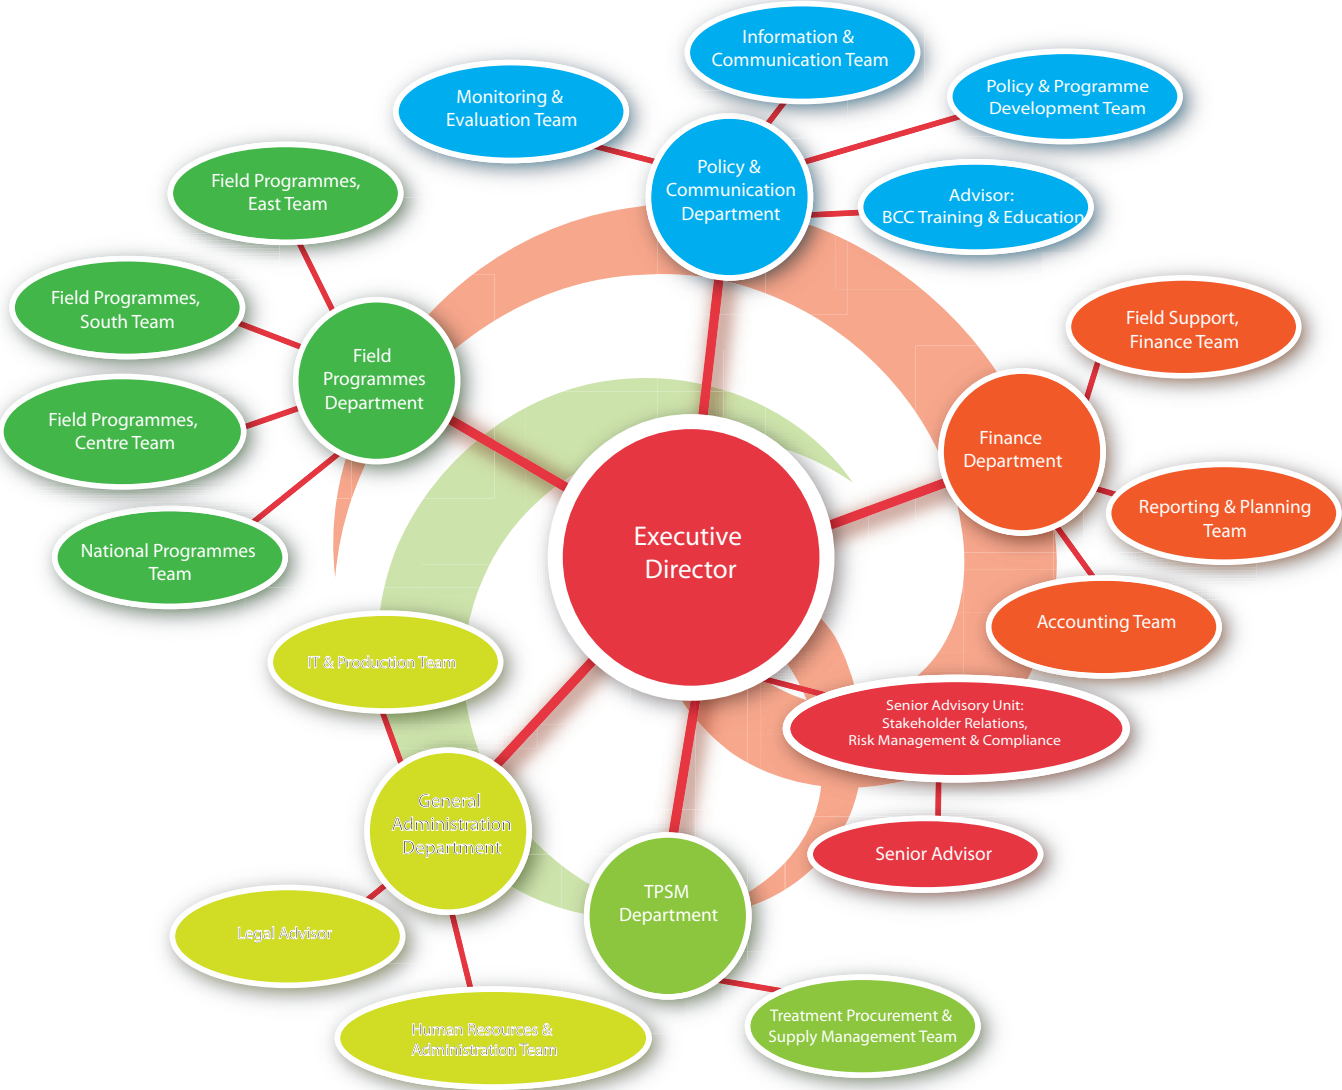 Information &
Communication Team
Policy & Programme
Development Team
Monitoring &
Evaluation Team
Policy &
Communication
Department
Advisor:
BCC Training & Education
Field Programmes,
East Team
Field Programmes,
South Team
Field
Programmes
Department
Field Programmes,
Centre Team
National Programmes
Team
Field Support,
Finance Team
Finance
Department
Reporting & Planning
Team
Accounting Team
Executive
Director
IT & Production Team
Senior Advisory Unit:
Stakeholder Relations,
Risk Management & Compliance
Senior Advisor
General
Administration
Department
Legal Advisor
Human Resources &
Administration Team
TPSM
Department
Treatment Procurement &
Supply Management Team